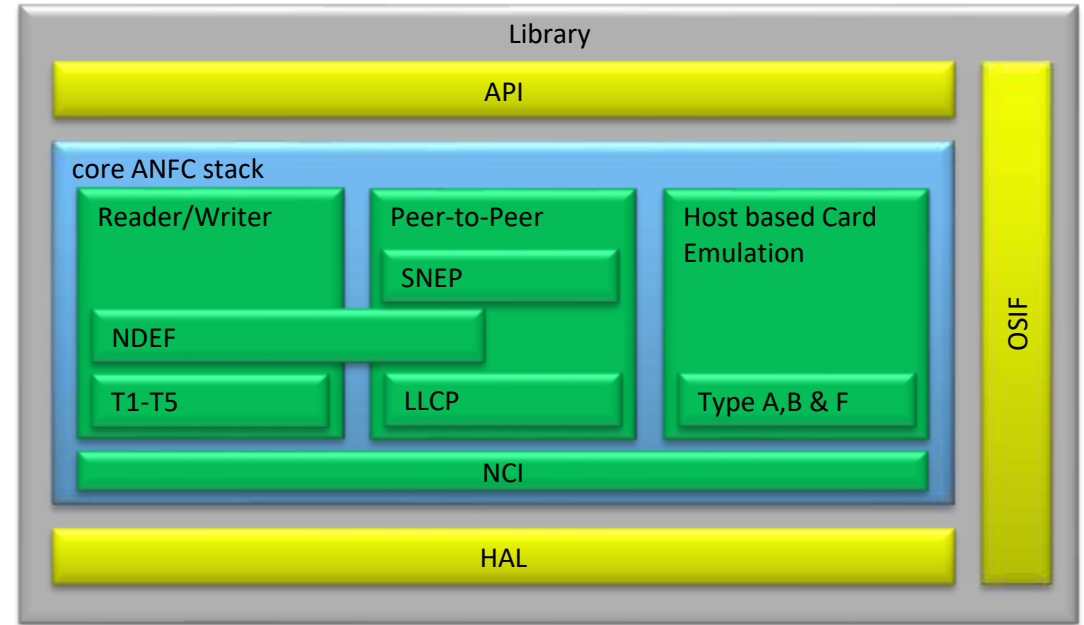 Library
API
core ANFC stack
Reader/Writer
Peer-to-Peer
Host based Card
Emulation
SNEP
NDEF
T1-T5
LLCP
Type A,B & F
NCI
HAL
OSIF